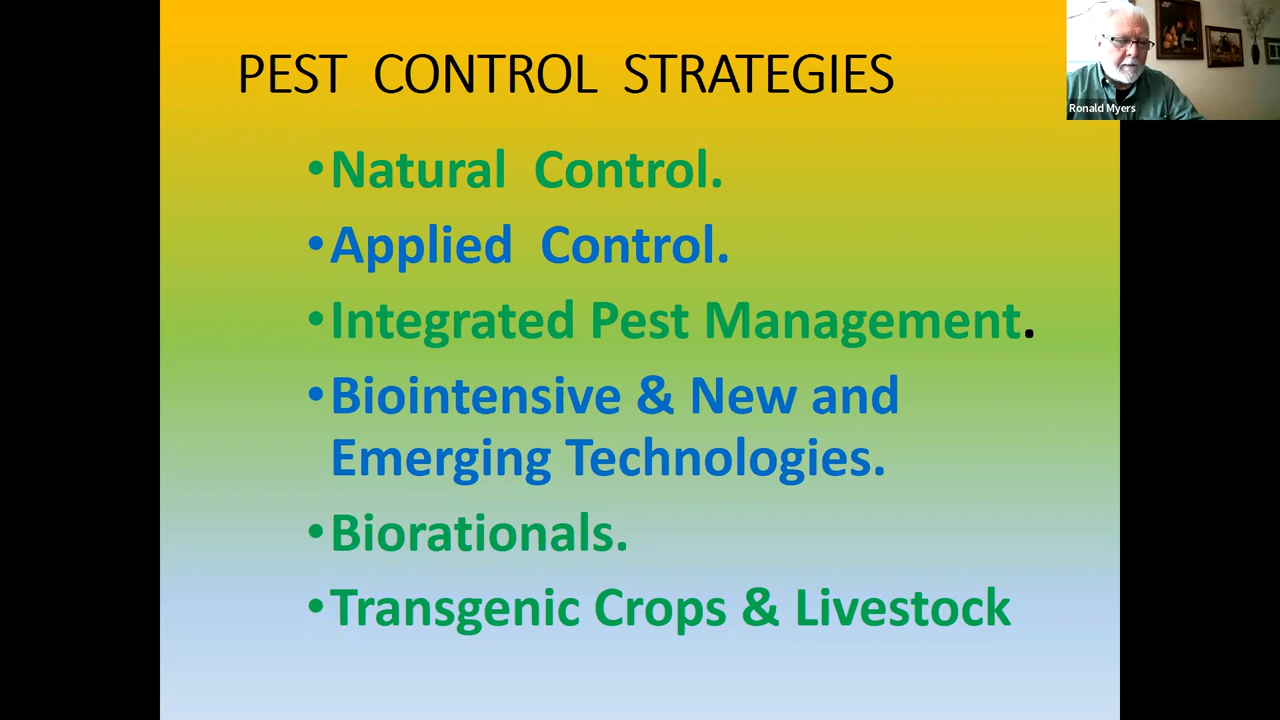 PEST CONTROL STRATEGIES
Ronald Myers
•Natural Control.
•Applied Control.
•Integrated Pest Management.
•Biointensive & New and
Emerging Technologies.
•Biorationals.
•Transgenic Crops & Livestock